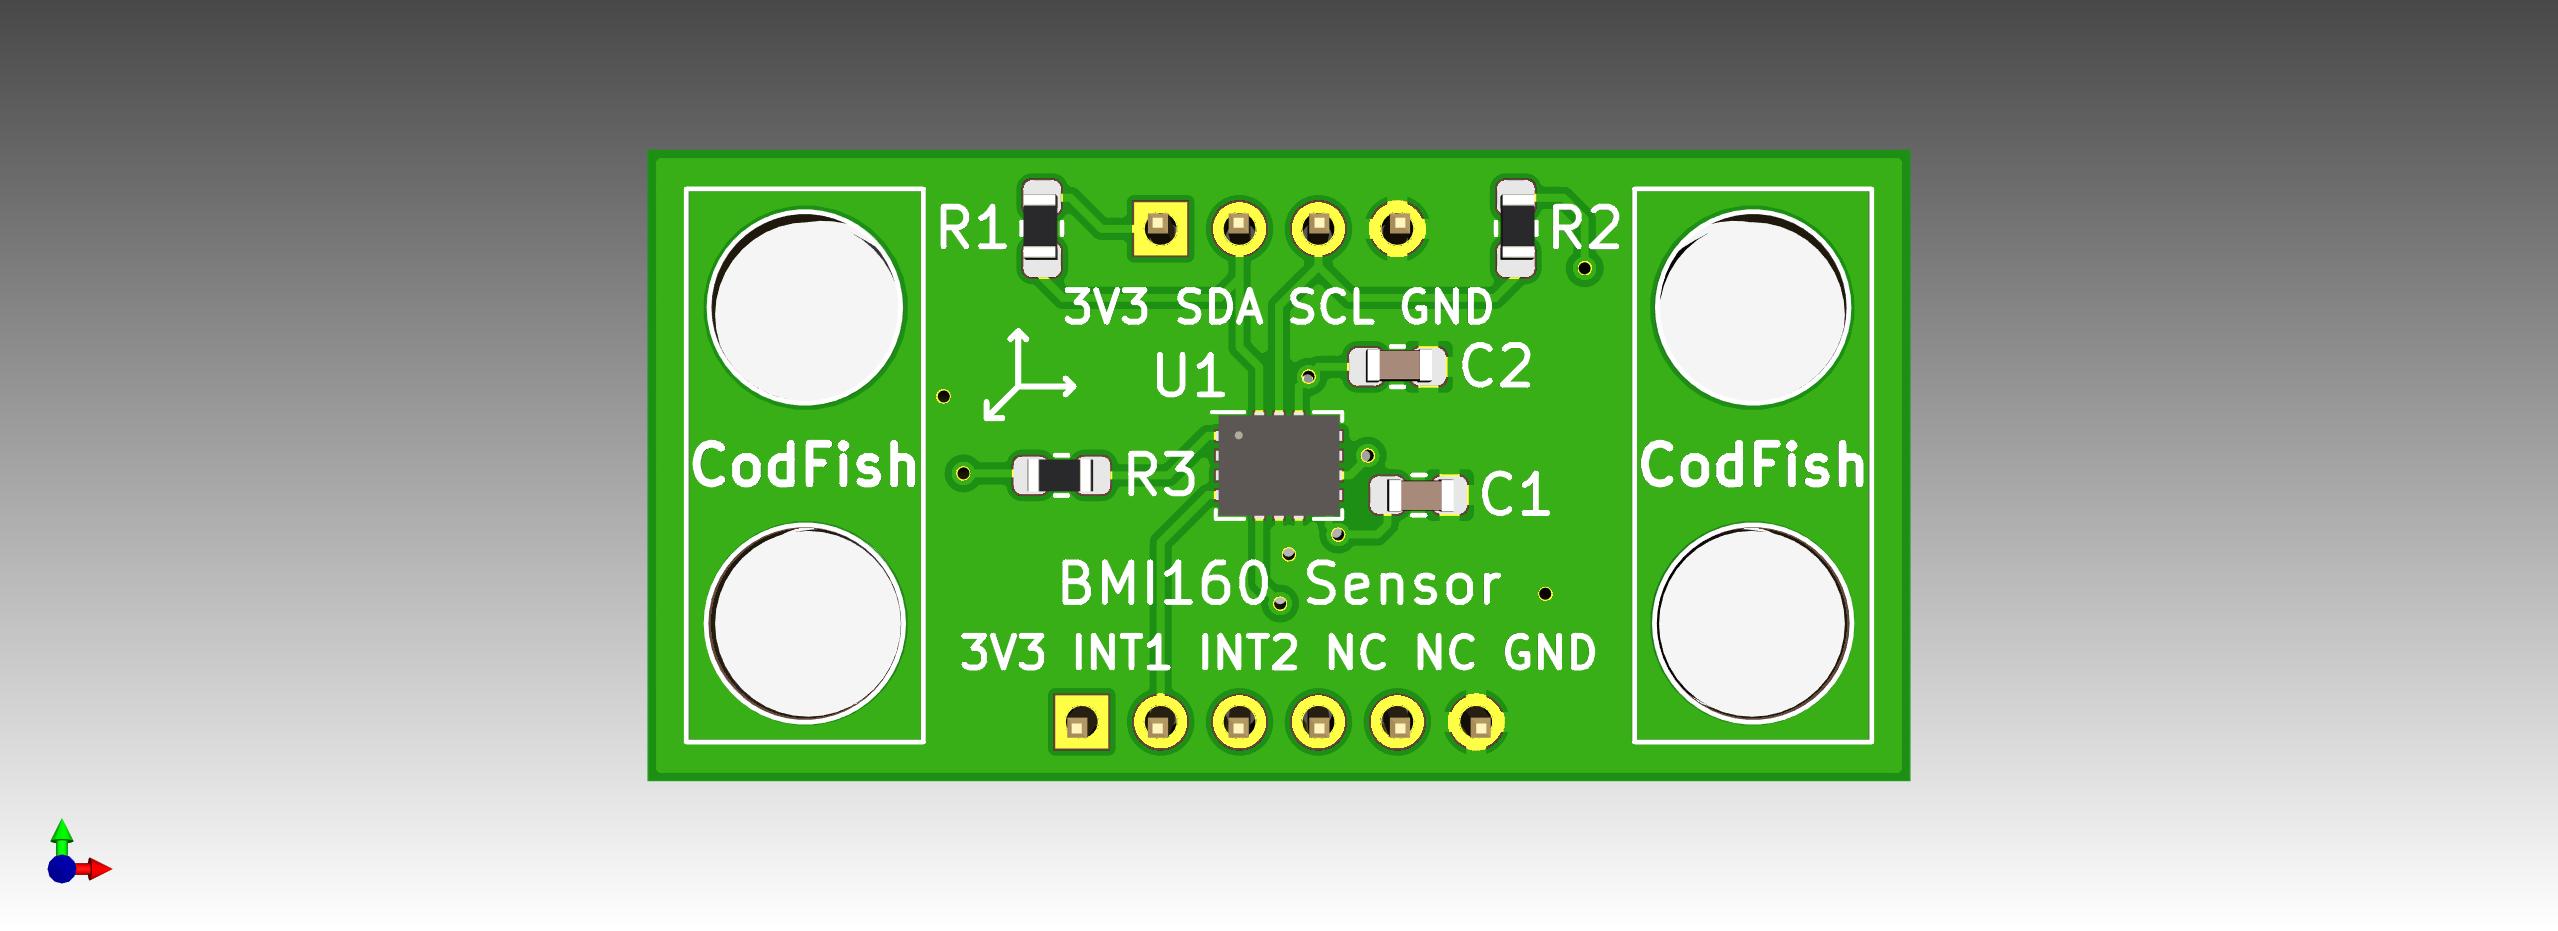 R1
R2
3V3 SDA SCL GND
U1
C2
CodFish
R3
C1
CodFish
BMI160 Sensor
3V3 INT1 INT2 NC NC GND